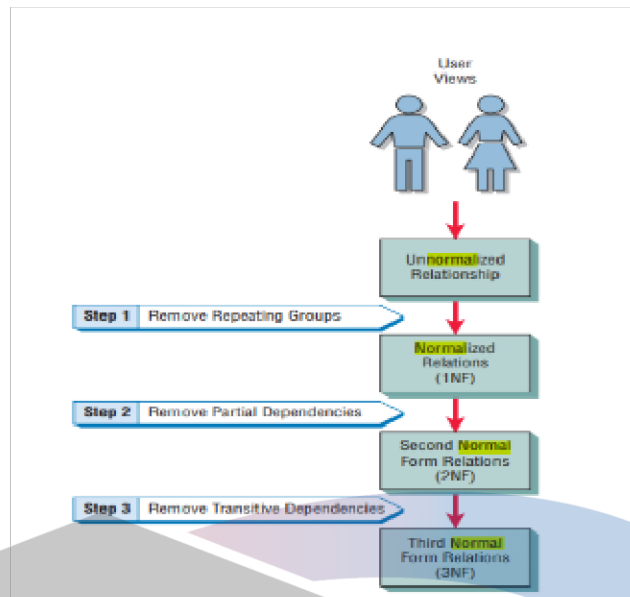 User
Views
Unnormalized
Relationship
Step 1 Remove Repeating Groups
Normalized
Relations
(1NF)
Step 2 Remove Partial Dependencies
Second Normal
Form Relations
(2NF)
Step 3 Remove Transitive Dependencies
Third Normal
Form Relations
(3NF)